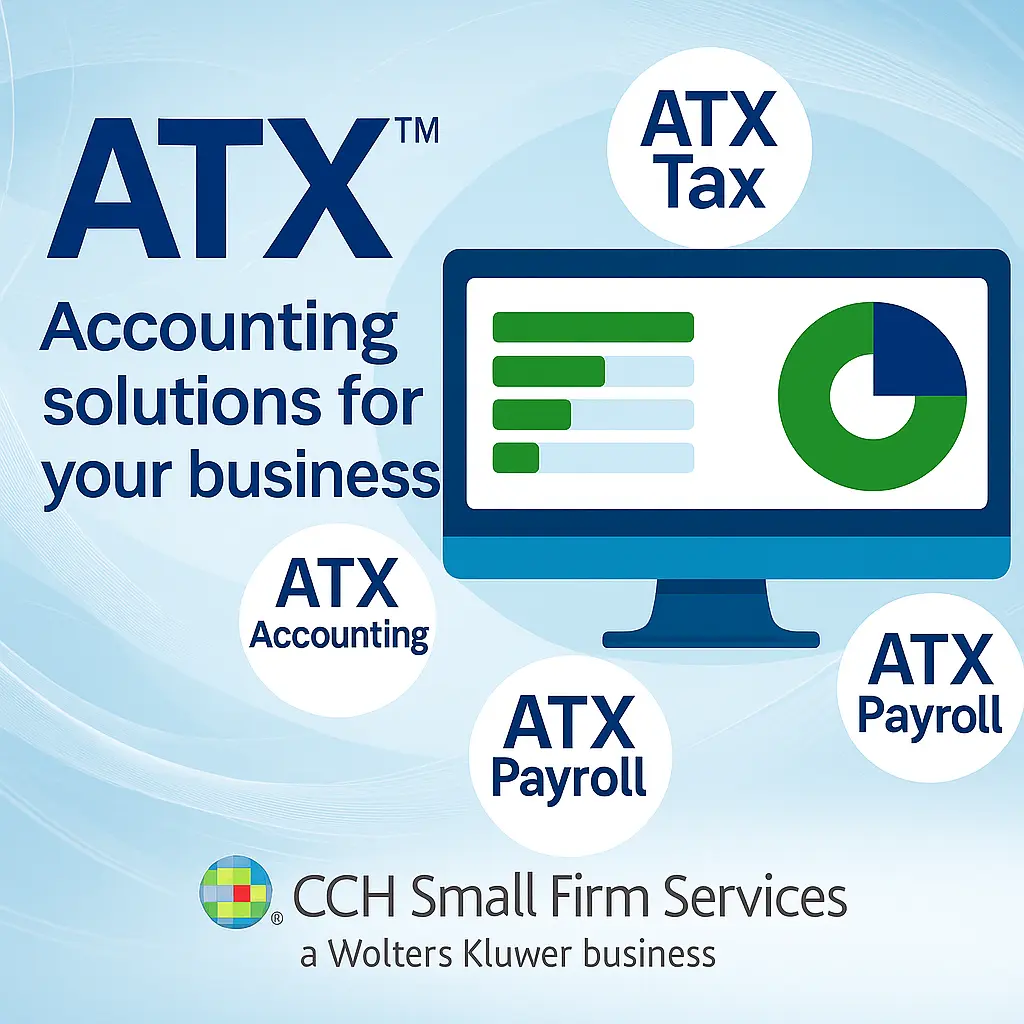 ATX™
Accounting
solutions for
your business
ATX
Tax
ATX
Accounting
ATX
Payroll
ATX
Payroll
® CCH Small Firm Services
a Wolters Kluwer business